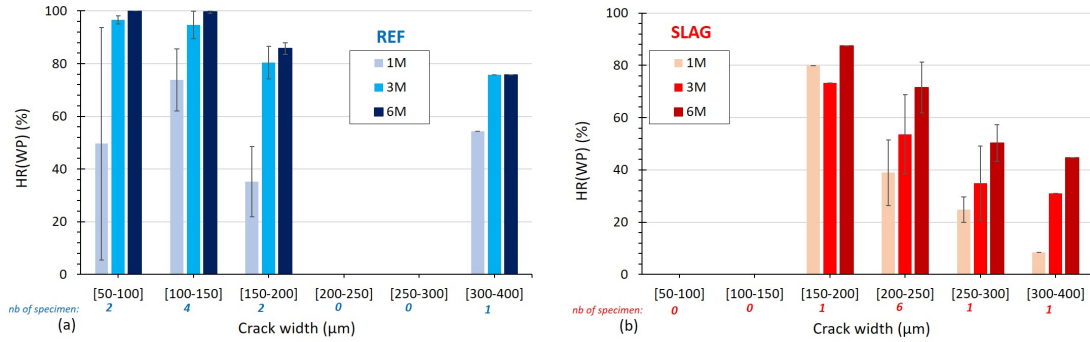 HR(WP) (%)
100
80
60
40
20
0
REF
1M
3M
6M
[50-100] [100-150] [150-200] [200-250] [250-300] [300-400]
nb of specimen: 2 4 2 0 0 1
(a) Crack width (µm)
HR(WP) (%)
100
80
60
40
20
0
SLAG
1M
3M
6M
[50-100] [100-150] [150-200] [200-250] [250-300] [300-400]
nb of specimen: 0 0 1 6 1 1
(b) Crack width (µm)